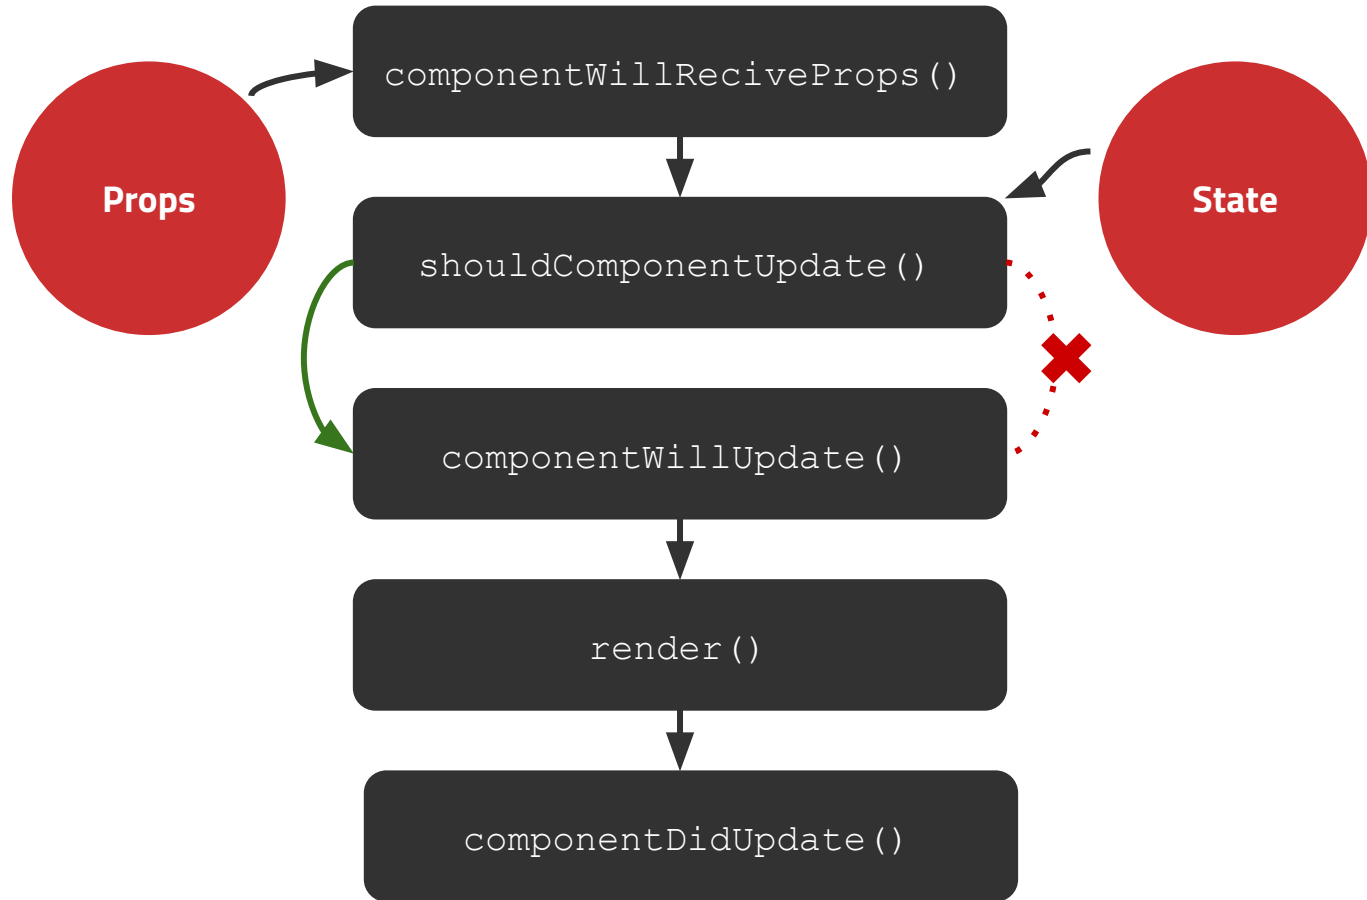 componentWillReciveProps()
Props
State
shouldComponentUpdate()
componentWillUpdate()
render()
componentDidUpdate()